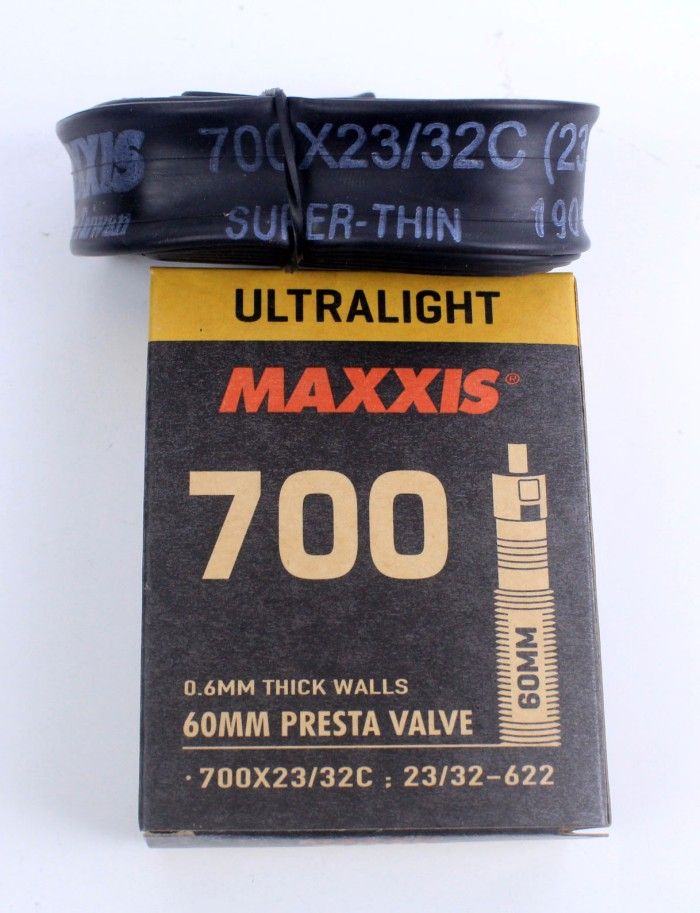 700X23/32C (23
SUPER-THIN 190
ULTRALIGHT
MAXXIS®
700
60MM
0.6MM THICK WALLS
60MM PRESTA VALVE
· 700X23/32C ; 23/32-622